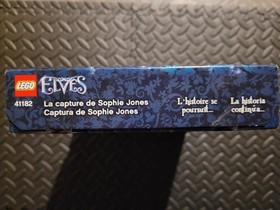 LEGO
ELVES
41182
La capture de Sophie Jones
Captura de Sophie Jones
L'histoire se
poursuit...
La historia
continúa...